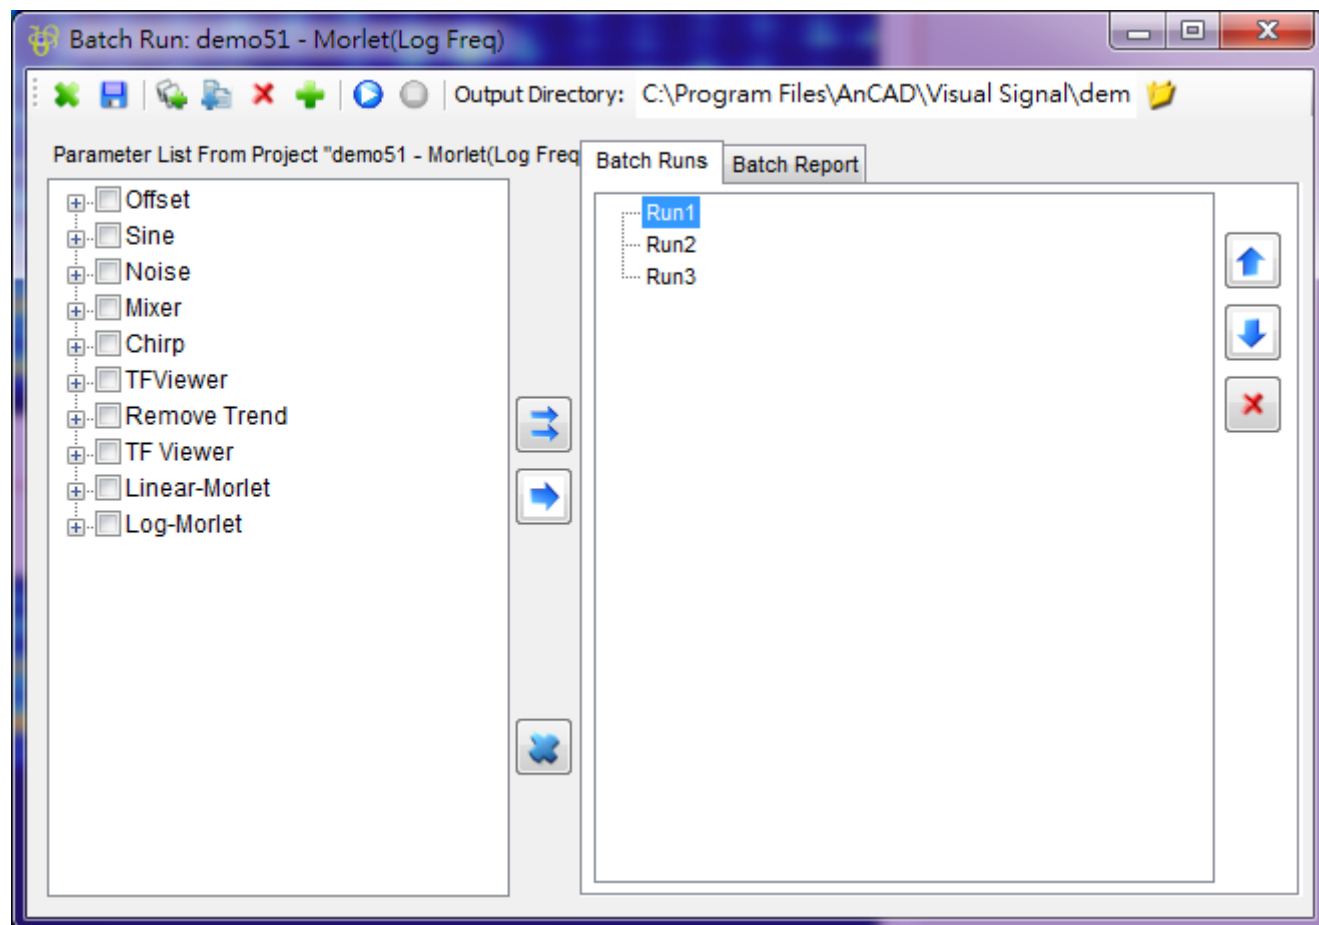 Batch Run: demo51 - Morlet(Log Freq)
Output Directory: C:\Program Files\AnCAD\Visual Signal\dem
Parameter List From Project "demo51 - Morlet(Log Freq
Batch Runs Batch Report
Offset
Sine
Noise
Mixer
Chirp
TFViewer
Remove Trend
TF Viewer
Linear-Morlet
Log-Morlet
Run1
Run2
Run3